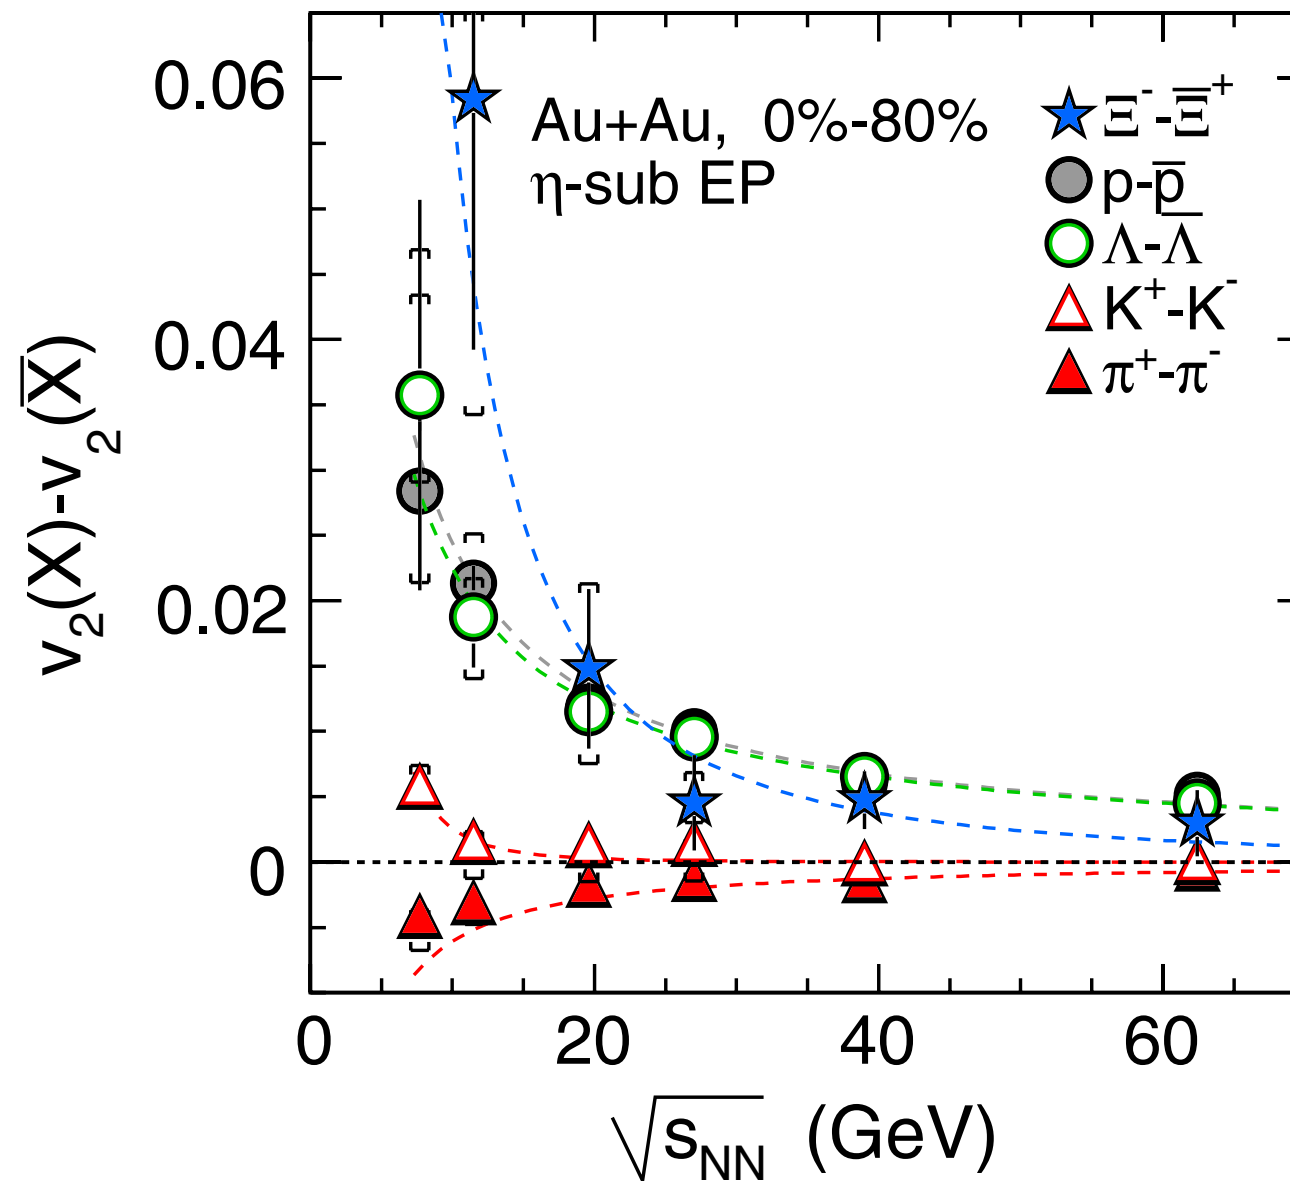 0.06
0.04
0.02
0
v₂(X)-v₂(X̅)
Au+Au, 0%-80%
η-sub EP
Ξ⁻-Ξ̅⁺
p-p̅
Λ-Λ̅
K⁺-K⁻
π⁺-π⁻
0 20 40 60
√s_NN (GeV)